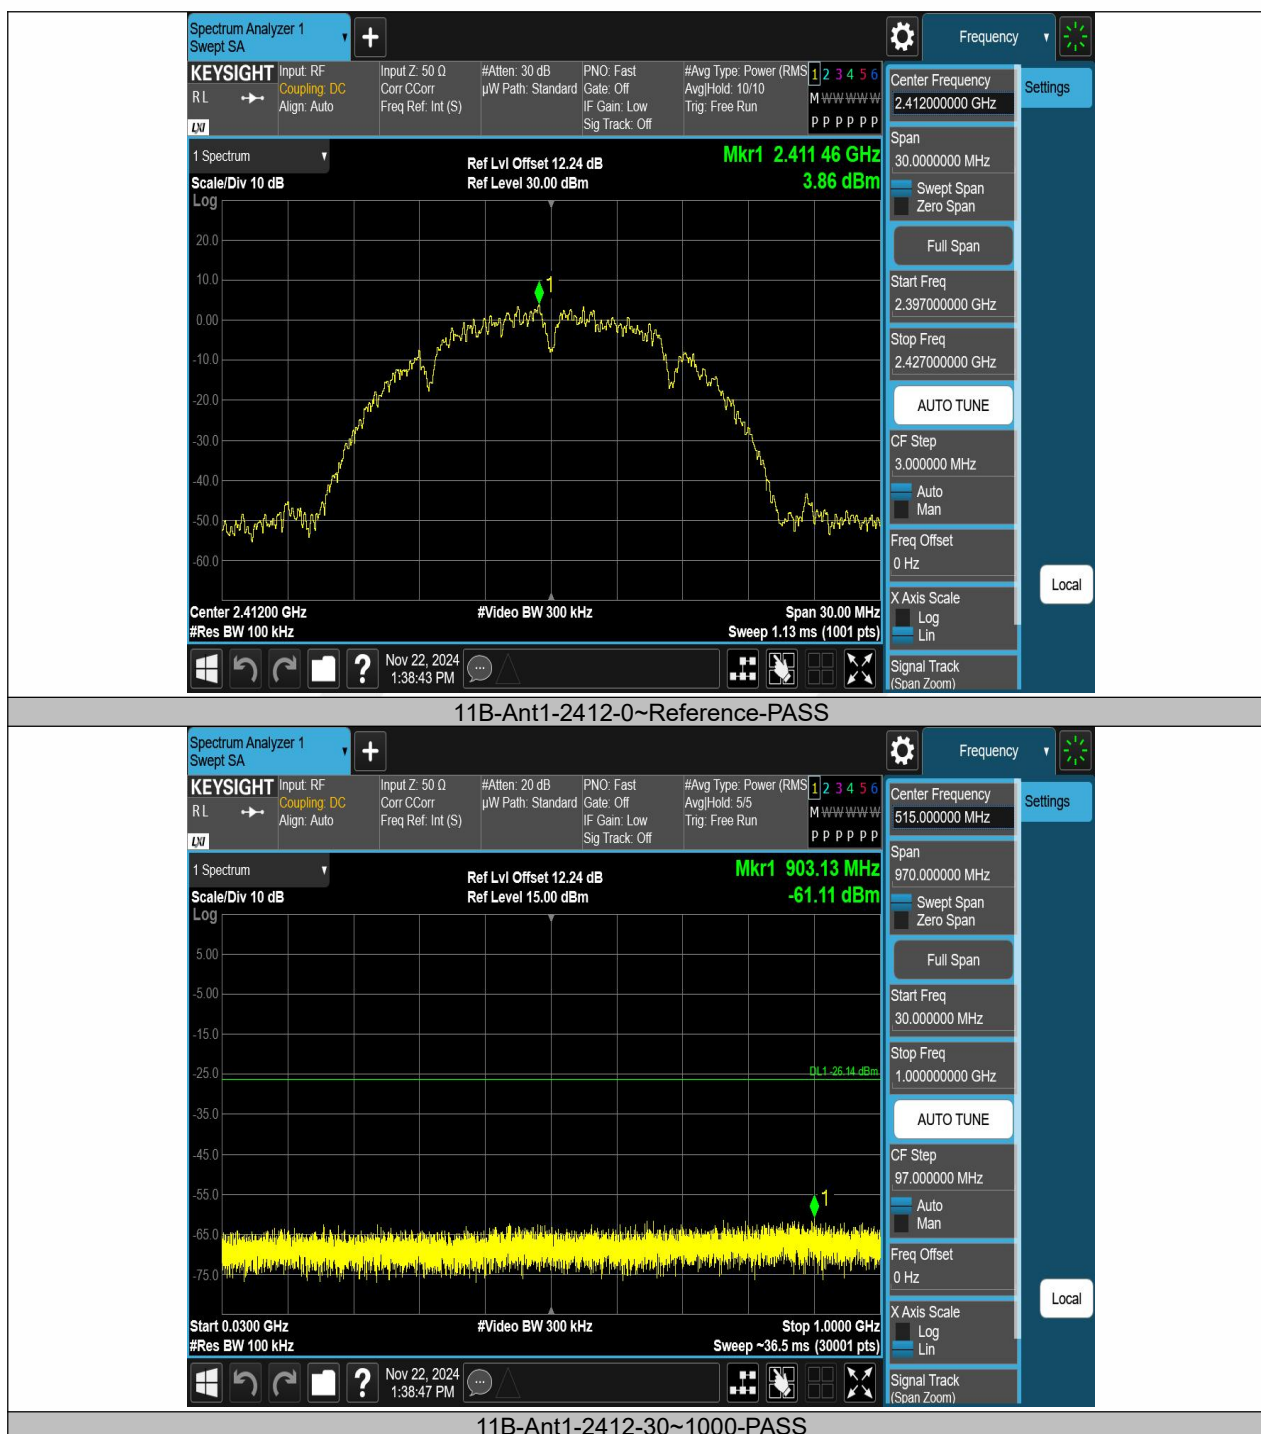 Spectrum Analyzer 1
Swept SA
Frequency
KEYSIGHT
R L
LXI
Input: RF
Coupling: DC
Align: Auto
Input Z: 50 Ω
Corr CCorr
Freq Ref: Int (S)
#Atten: 30 dB
µW Path: Standard
PNO: Fast
Gate: Off
IF Gain: Low
Sig Track: Off
#Avg Type: Power (RMS
Avg|Hold: 10/10
Trig: Free Run
1 2 3 4 5 6
M W W W W W
P P P P P P
1 Spectrum
Scale/Div 10 dB
Log
Ref Lvl Offset 12.24 dB
Ref Level 30.00 dBm
Mkr1 2.411 46 GHz
3.86 dBm
20.0
10.0
1
0.00
-10.0
-20.0
-30.0
-40.0
-50.0
-60.0
Center 2.41200 GHz
#Res BW 100 kHz
#Video BW 300 kHz
Span 30.00 MHz
Sweep 1.13 ms (1001 pts)
Nov 22, 2024
1:38:43 PM
Center Frequency
2.412000000 GHz
Settings
Span
30.0000000 MHz
Swept Span
Zero Span
Full Span
Start Freq
2.397000000 GHz
Stop Freq
2.427000000 GHz
AUTO TUNE
CF Step
3.000000 MHz
Auto
Man
Freq Offset
0 Hz
Local
X Axis Scale
Log
Lin
Signal Track
(Span Zoom)
11B-Ant1-2412-0~Reference-PASS
Spectrum Analyzer 1
Swept SA
Frequency
KEYSIGHT
R L
LXI
Input: RF
Coupling: DC
Align: Auto
Input Z: 50 Ω
Corr CCorr
Freq Ref: Int (S)
#Atten: 20 dB
µW Path: Standard
PNO: Fast
Gate: Off
IF Gain: Low
Sig Track: Off
#Avg Type: Power (RMS
Avg|Hold: 5/5
Trig: Free Run
1 2 3 4 5 6
M W W W W W
P P P P P P
1 Spectrum
Scale/Div 10 dB
Log
Ref Lvl Offset 12.24 dB
Ref Level 15.00 dBm
Mkr1 903.13 MHz
-61.11 dBm
5.00
-5.00
-15.0
-25.0
DL1 -26.14 dBm
-35.0
-45.0
-55.0
1
-65.0
-75.0
Start 0.0300 GHz
#Res BW 100 kHz
#Video BW 300 kHz
Stop 1.0000 GHz
Sweep ~36.5 ms (30001 pts)
Nov 22, 2024
1:38:47 PM
Center Frequency
515.000000 MHz
Settings
Span
970.000000 MHz
Swept Span
Zero Span
Full Span
Start Freq
30.000000 MHz
Stop Freq
1.000000000 GHz
AUTO TUNE
CF Step
97.000000 MHz
Auto
Man
Freq Offset
0 Hz
Local
X Axis Scale
Log
Lin
Signal Track
(Span Zoom)
11B-Ant1-2412-30~1000-PASS